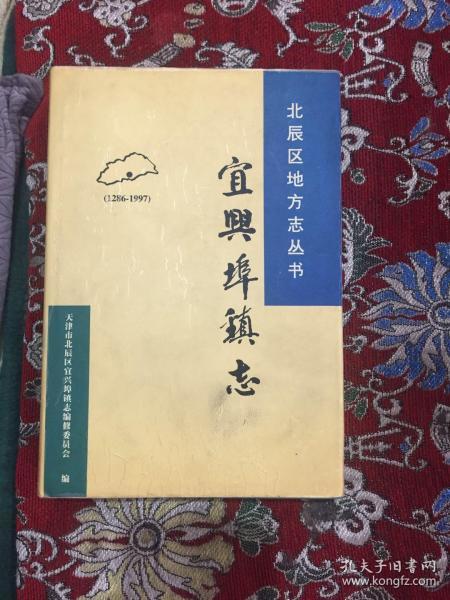 北辰区地方志丛书
宜興埠鎮志
(1286-1997)
天津市北辰区宜兴埠镇志编修委员会 编
孔夫子旧书网
www.kongfz.com